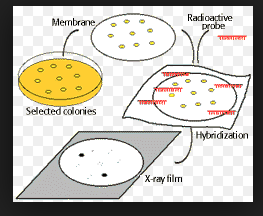 Membrane
Radioactive
probe
Selected colonies
Hybridization
X-ray film